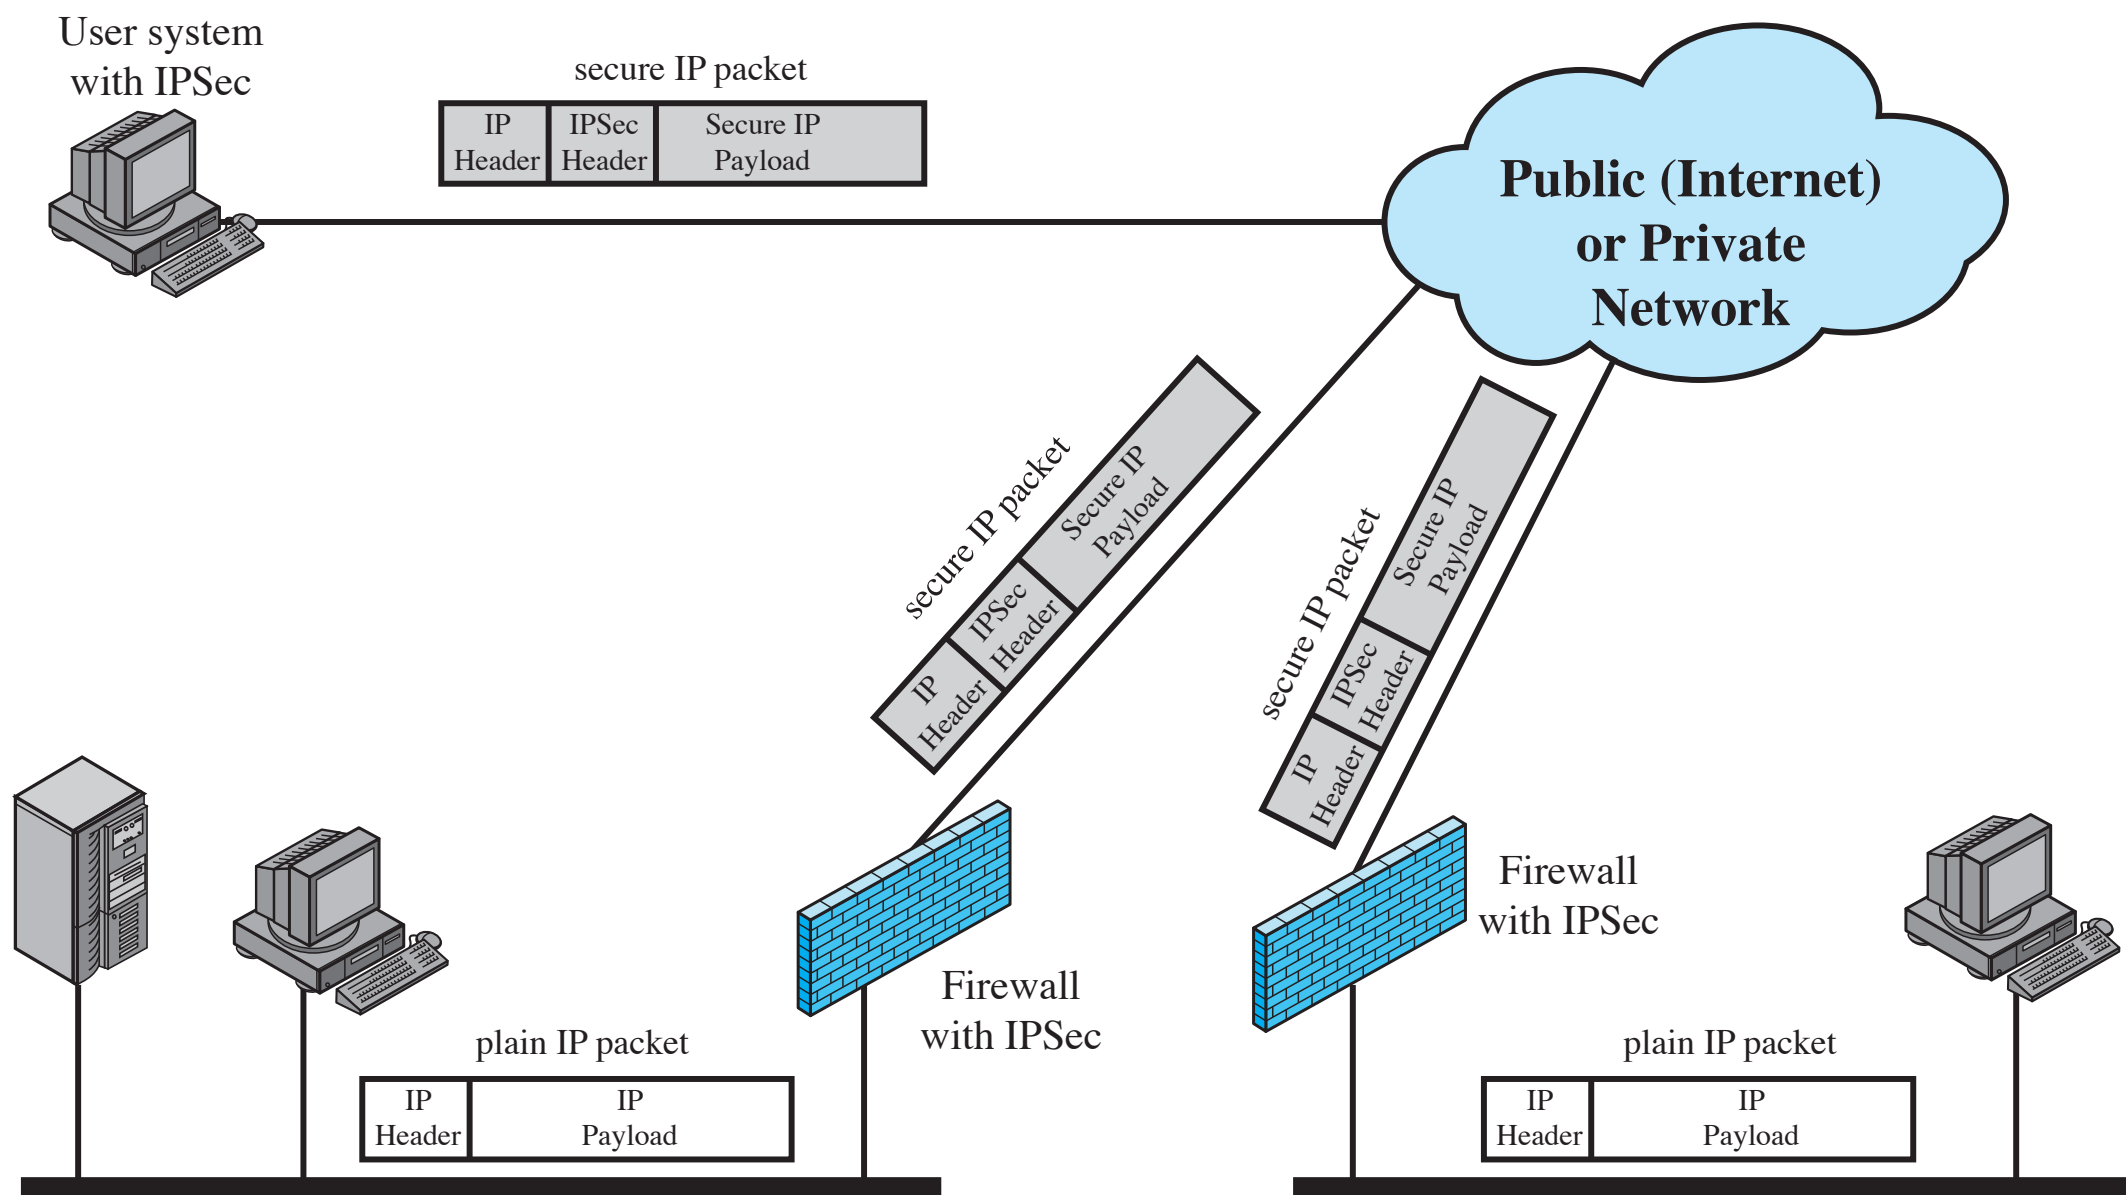 User system
with IPSec
secure IP packet
IP
Header
IPSec
Header
Secure IP
Payload
Public (Internet)
or Private
Network
secure IP packet
IP
Header
IPSec
Header
Secure IP
Payload
secure IP packet
IP
Header
IPSec
Header
Secure IP
Payload
Firewall
with IPSec
Firewall
with IPSec
plain IP packet
IP
Header
IP
Payload
plain IP packet
IP
Header
IP
Payload